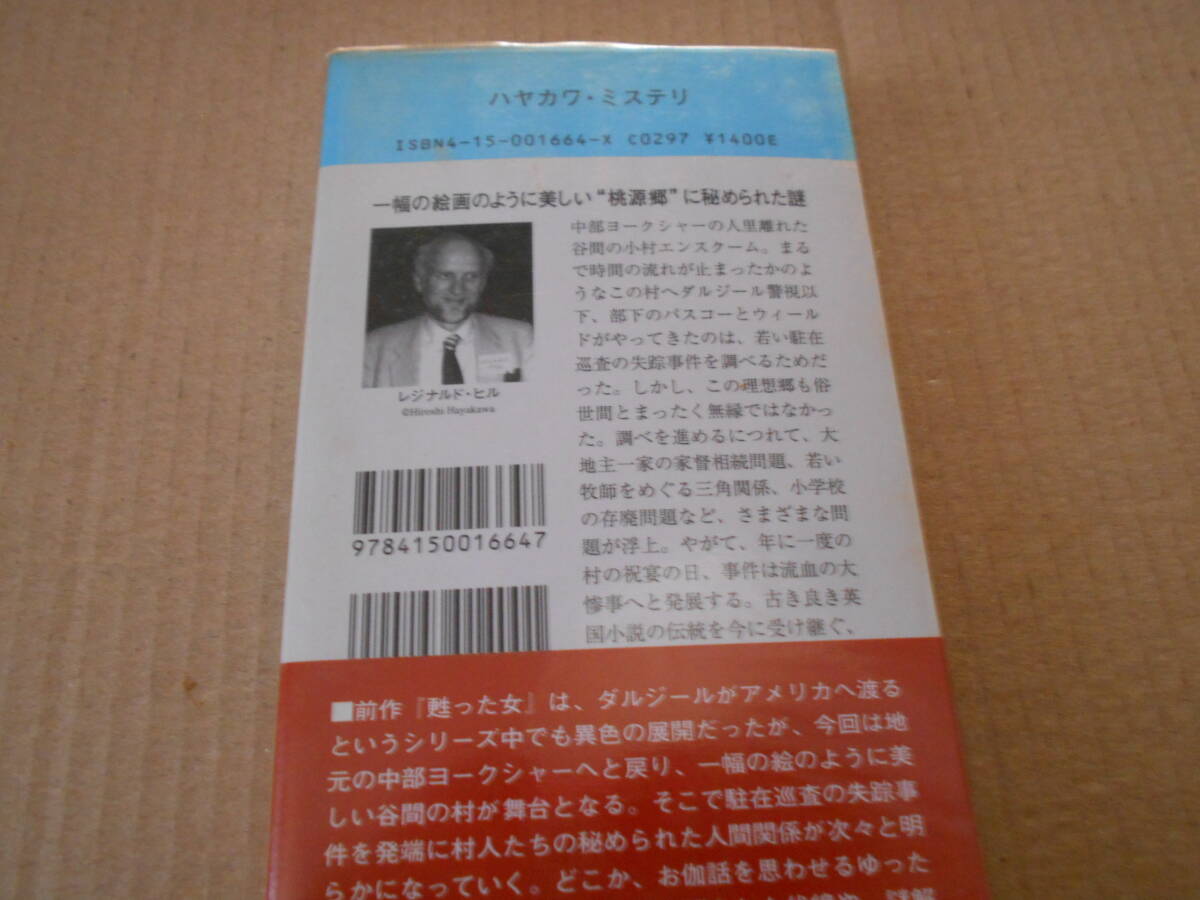 ハヤカワ・ミステリ
ISBN4-15-001664-X C0297 ¥1400E
一幅の絵画のように美しい“桃源郷”に秘められた謎
レジナルド・ヒル
©Hiroshi Hayakawa
中部ヨークシャーの人里離れた
谷間の小村エンスクーム。まる
で時間の流れが止まったかのよ
うなこの村へダルジール警視以
下、部下のパスコーとウィール
ドがやってきたのは、若い駐在
巡査の失踪事件を調べるためだ
った。しかし、この理想郷も俗
世間とまったく無縁ではなかっ
た。調べを進めるにつれて、大
地主一家の家督相続問題、若い
牧師をめぐる三角関係、小学校
の存廃問題など、さまざまな問
題が浮上。やがて、年に一度の
村の祝宴の日、事件は流血の大
惨事へと発展する。古き良き英
国小説の伝統を今に受け継ぐ、
9784150016647
■前作『甦った女』は、ダルジールがアメリカへ渡る
というシリーズ中でも異色の展開だったが、今回は地
元の中部ヨークシャーへと戻り、一幅の絵のように美
しい谷間の村が舞台となる。そこで駐在巡査の失踪事
件を発端に村人たちの秘められた人間関係が次々と明
らかになっていく。どこか、お伽話を思わせるゆった